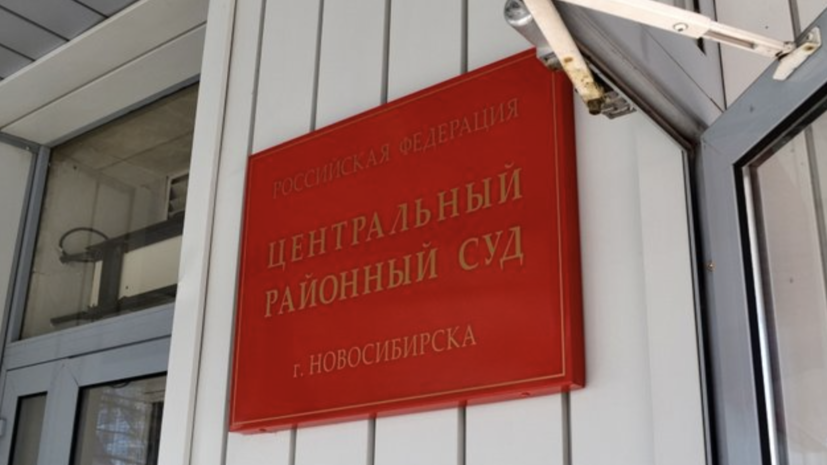 РОССИЙСКАЯ ФЕДЕРАЦИЯ
ЦЕНТРАЛЬНЫЙ
РАЙОННЫЙ СУД
г. НОВОСИБИРСКА